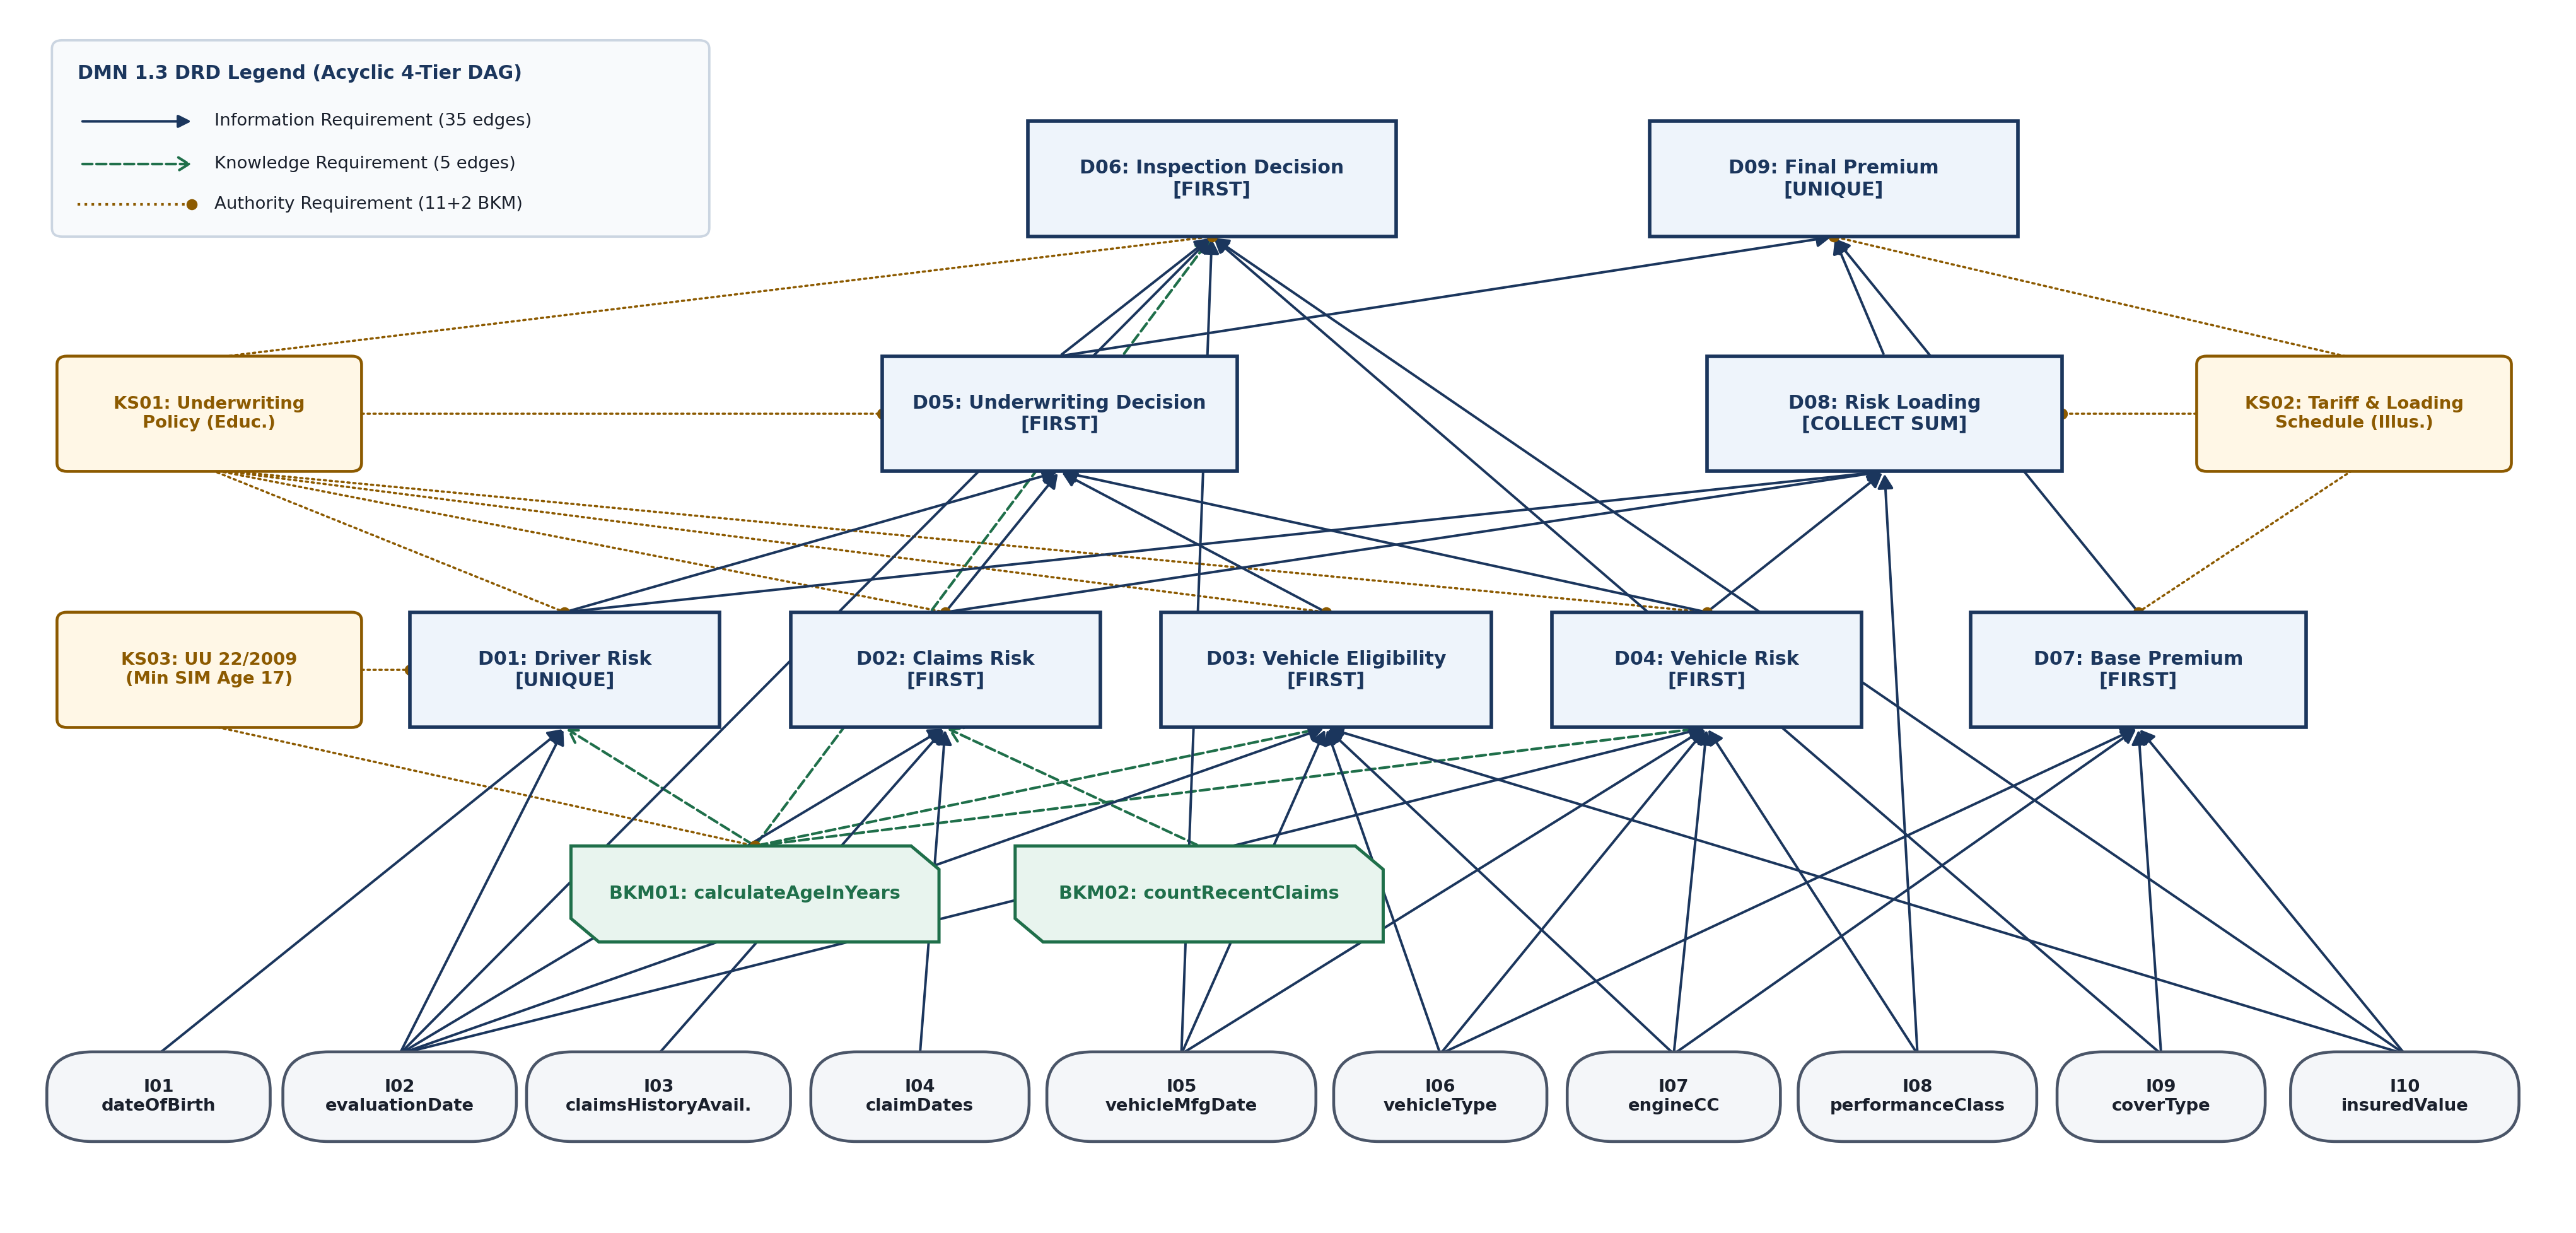 DMN 1.3 DRD Legend (Acyclic 4-Tier DAG)
Information Requirement (35 edges)
Knowledge Requirement (5 edges)
Authority Requirement (11+2 BKM)
D06: Inspection Decision
[FIRST]
D09: Final Premium
[UNIQUE]
KS01: Underwriting
Policy (Educ.)
D05: Underwriting Decision
[FIRST]
D08: Risk Loading
[COLLECT SUM]
KS02: Tariff & Loading
Schedule (Illus.)
KS03: UU 22/2009
(Min SIM Age 17)
D01: Driver Risk
[UNIQUE]
D02: Claims Risk
[FIRST]
D03: Vehicle Eligibility
[FIRST]
D04: Vehicle Risk
[FIRST]
D07: Base Premium
[FIRST]
BKM01: calculateAgeInYears
BKM02: countRecentClaims
I01
dateOfBirth
I02
evaluationDate
I03
claimsHistoryAvail.
I04
claimDates
I05
vehicleMfgDate
I06
vehicleType
I07
engineCC
I08
performanceClass
I09
coverType
I10
insuredValue